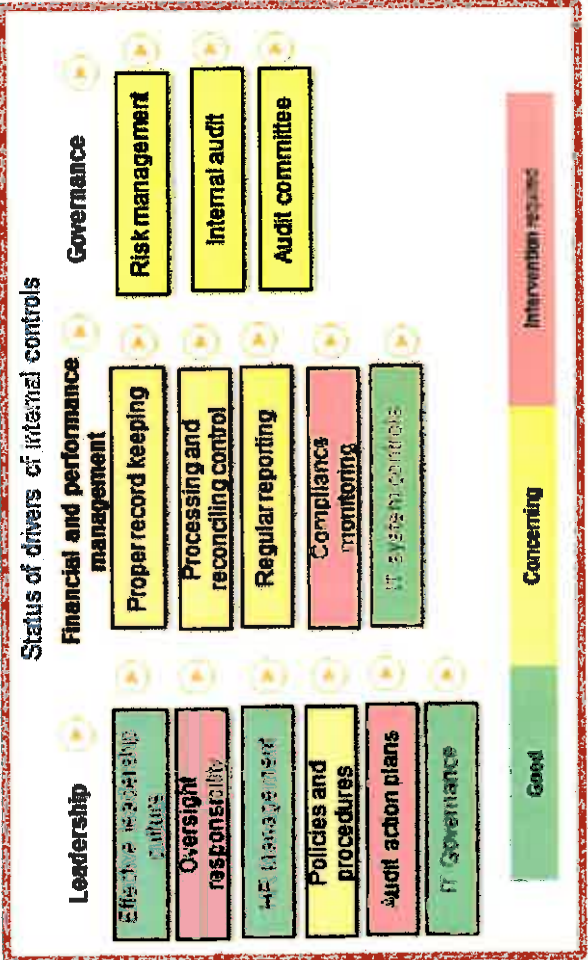 Status of drivers of internal controls
Leadership
Effective leadership
culture
Oversight
responsibility
HR management
Policies and
procedures
Audit action plans
IT Governance
Financial and performance
management
Proper record keeping
Processing and
reconciling control
Regular reporting
Compliance
monitoring
IT system controls
Governance
Risk management
Internal audit
Audit committee
Good
Concerning
Intervention required